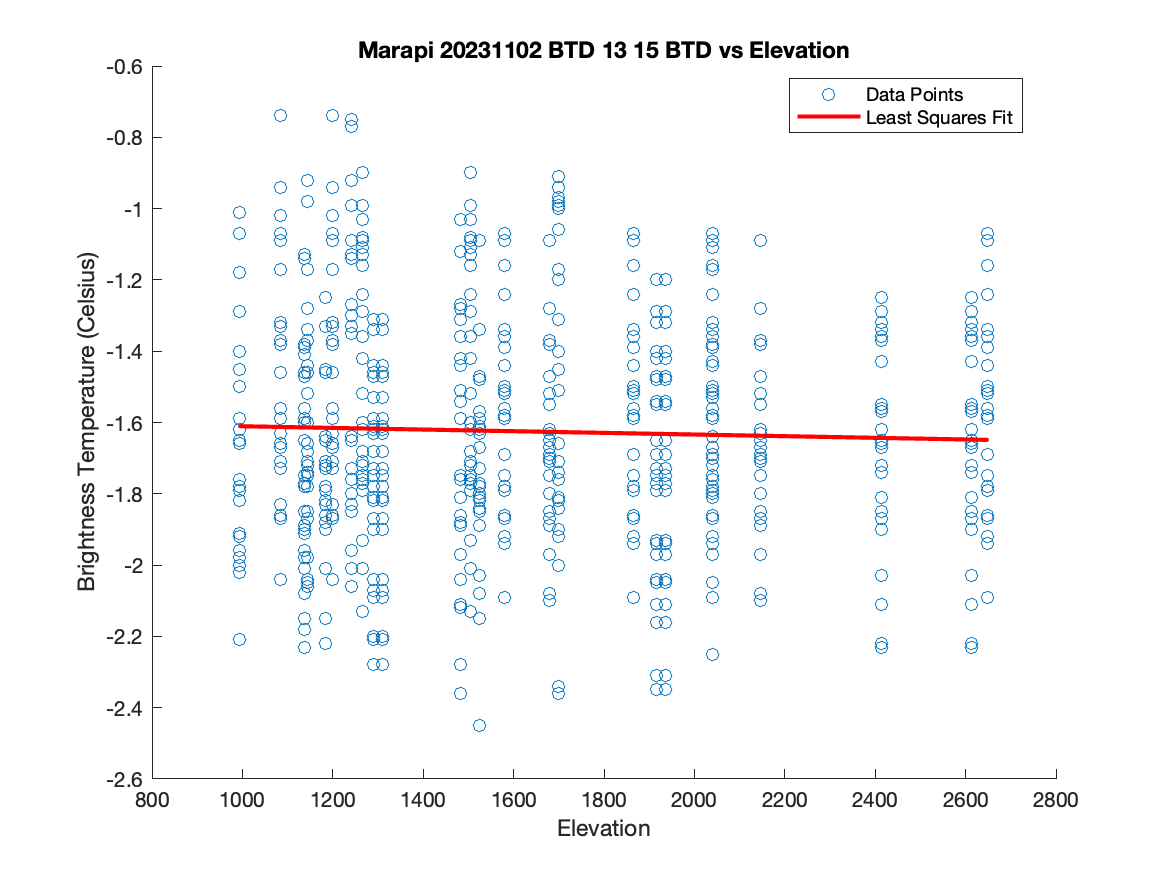 Marapi 20231102 BTD 13 15 BTD vs Elevation
Data Points
Least Squares Fit
Brightness Temperature (Celsius)
-0.6
-0.8
-1
-1.2
-1.4
-1.6
-1.8
-2
-2.2
-2.4
-2.6
800 1000 1200 1400 1600 1800 2000 2200 2400 2600 2800
Elevation